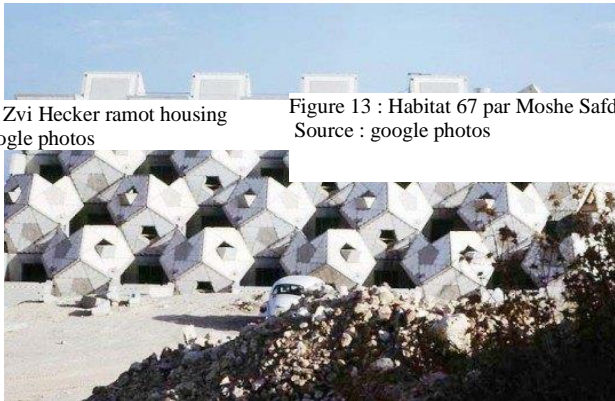 Zvi Hecker ramot housing
ogle photos
Figure 13 : Habitat 67 par Moshe Safd
Source : google photos